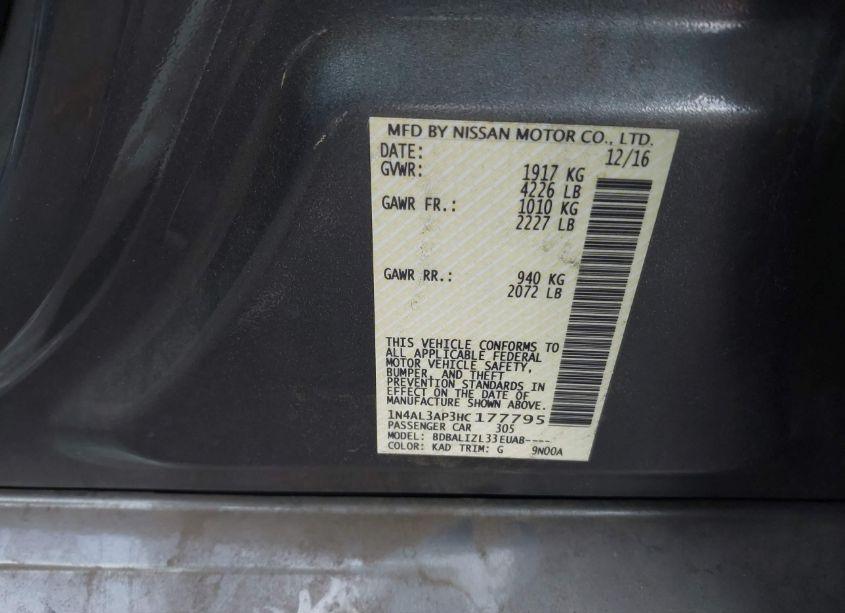 MFD BY NISSAN MOTOR CO., LTD.
DATE: 12/16
GVWR: 1917 KG
4226 LB
GAWR FR.: 1010 KG
2227 LB
GAWR RR.: 940 KG
2072 LB
THIS VEHICLE CONFORMS TO
ALL APPLICABLE FEDERAL
MOTOR VEHICLE SAFETY,
BUMPER, AND THEFT
PREVENTION STANDARDS IN
EFFECT ON THE DATE OF
MANUFACTURE SHOWN ABOVE.
1N4AL3AP3HC177795
PASSENGER CAR 305
MODEL: BDBALIZL33EUAB----
COLOR: KAD TRIM: G 9N00A